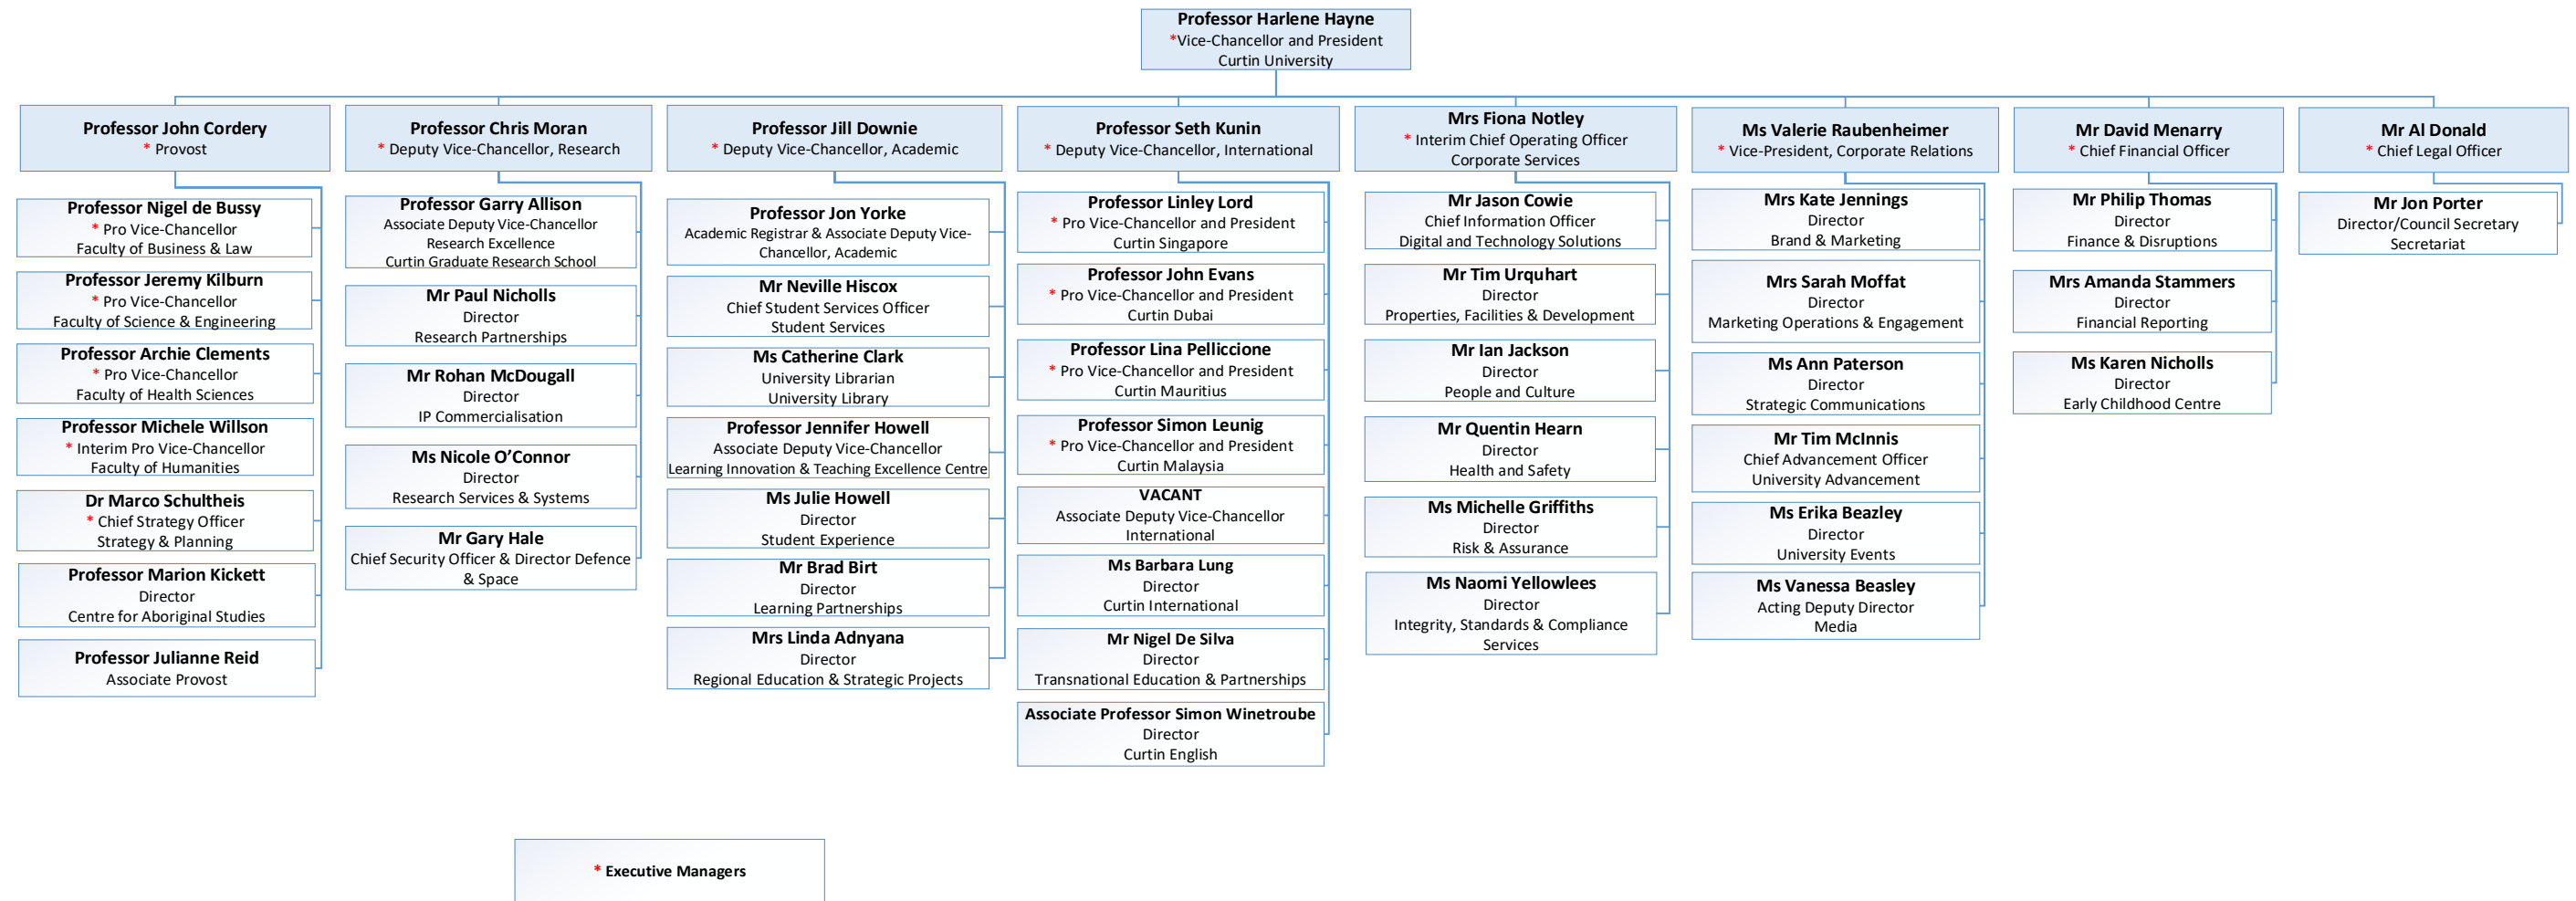 Professor Harlene Hayne
*Vice-Chancellor and President
Curtin University
Professor John Cordery
* Provost
Professor Nigel de Bussy
* Pro Vice-Chancellor
Faculty of Business & Law
Professor Jeremy Kilburn
* Pro Vice-Chancellor
Faculty of Science & Engineering
Professor Archie Clements
* Pro Vice-Chancellor
Faculty of Health Sciences
Professor Michele Willson
* Interim Pro Vice-Chancellor
Faculty of Humanities
Dr Marco Schultheis
* Chief Strategy Officer
Strategy & Planning
Professor Marion Kickett
Director
Centre for Aboriginal Studies
Professor Julianne Reid
Associate Provost
Professor Chris Moran
* Deputy Vice-Chancellor, Research
Professor Garry Allison
Associate Deputy Vice-Chancellor
Research Excellence
Curtin Graduate Research School
Mr Paul Nicholls
Director
Research Partnerships
Mr Rohan McDougall
Director
IP Commercialisation
Ms Nicole O’Connor
Director
Research Services & Systems
Mr Gary Hale
Chief Security Officer & Director Defence
& Space
Professor Jill Downie
* Deputy Vice-Chancellor, Academic
Professor Jon Yorke
Academic Registrar & Associate Deputy Vice-
Chancellor, Academic
Mr Neville Hiscox
Chief Student Services Officer
Student Services
Ms Catherine Clark
University Librarian
University Library
Professor Jennifer Howell
Associate Deputy Vice-Chancellor
Learning Innovation & Teaching Excellence Centre
Ms Julie Howell
Director
Student Experience
Mr Brad Birt
Director
Learning Partnerships
Mrs Linda Adnyana
Director
Regional Education & Strategic Projects
Professor Seth Kunin
* Deputy Vice-Chancellor, International
Professor Linley Lord
* Pro Vice-Chancellor and President
Curtin Singapore
Professor John Evans
* Pro Vice-Chancellor and President
Curtin Dubai
Professor Lina Pelliccione
* Pro Vice-Chancellor and President
Curtin Mauritius
Professor Simon Leunig
* Pro Vice-Chancellor and President
Curtin Malaysia
VACANT
Associate Deputy Vice-Chancellor
International
Ms Barbara Lung
Director
Curtin International
Mr Nigel De Silva
Director
Transnational Education & Partnerships
Associate Professor Simon Winetroube
Director
Curtin English
Mrs Fiona Notley
* Interim Chief Operating Officer
Corporate Services
Mr Jason Cowie
Chief Information Officer
Digital and Technology Solutions
Mr Tim Urquhart
Director
Properties, Facilities & Development
Mr Ian Jackson
Director
People and Culture
Mr Quentin Hearn
Director
Health and Safety
Ms Michelle Griffiths
Director
Risk & Assurance
Ms Naomi Yellowlees
Director
Integrity, Standards & Compliance
Services
Ms Valerie Raubenheimer
* Vice-President, Corporate Relations
Mrs Kate Jennings
Director
Brand & Marketing
Mrs Sarah Moffat
Director
Marketing Operations & Engagement
Ms Ann Paterson
Director
Strategic Communications
Mr Tim McInnis
Chief Advancement Officer
University Advancement
Ms Erika Beazley
Director
University Events
Ms Vanessa Beasley
Acting Deputy Director
Media
Mr David Menarry
* Chief Financial Officer
Mr Philip Thomas
Director
Finance & Disruptions
Mrs Amanda Stammers
Director
Financial Reporting
Ms Karen Nicholls
Director
Early Childhood Centre
Mr Al Donald
* Chief Legal Officer
Mr Jon Porter
Director/Council Secretary
Secretariat
* Executive Managers